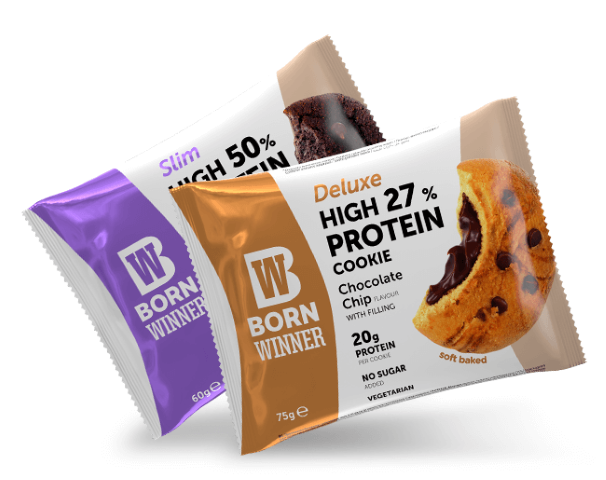 Slim
HIGH 50%
BORN
WINNER
60g℮
Deluxe
HIGH 27 %
PROTEIN
COOKIE
Chocolate
Chip FLAVOUR
WITH FILLING
20g
PROTEIN
PER COOKIE
NO SUGAR
ADDED
VEGETARIAN
soft baked
BORN
WINNER
75g℮